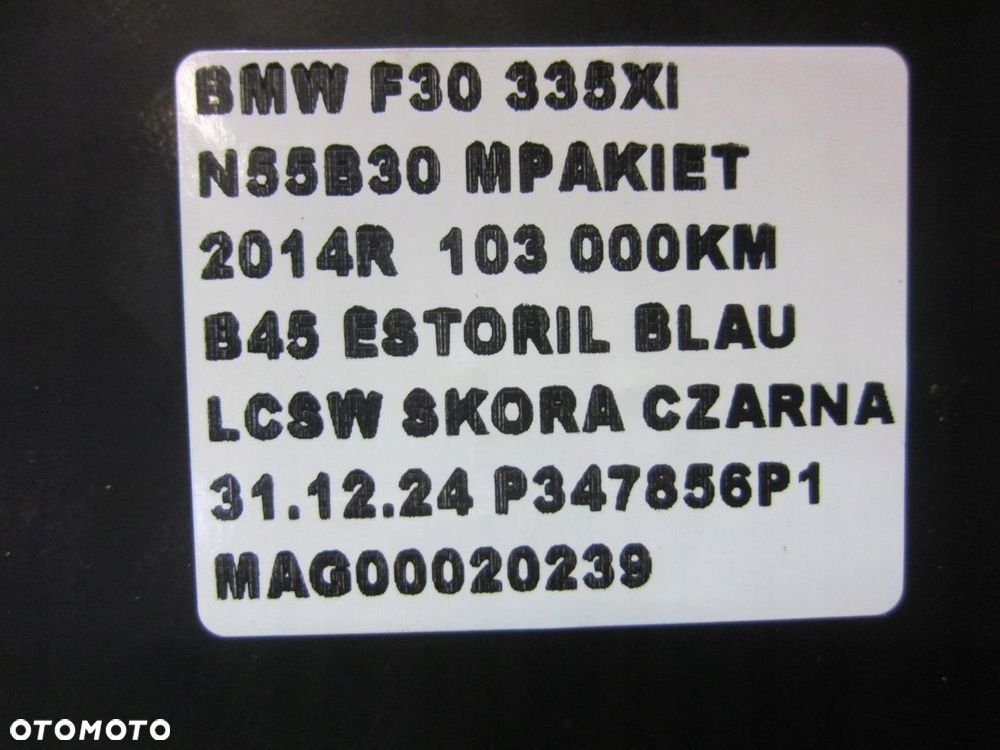 BMW F30 335XI
N55B30 MPAKIET
2014R 103 000KM
B45 ESTORIL BLAU
LCSW SKORA CZARNA
31.12.24 P347856P1
MAG00020239
OTOMOTO